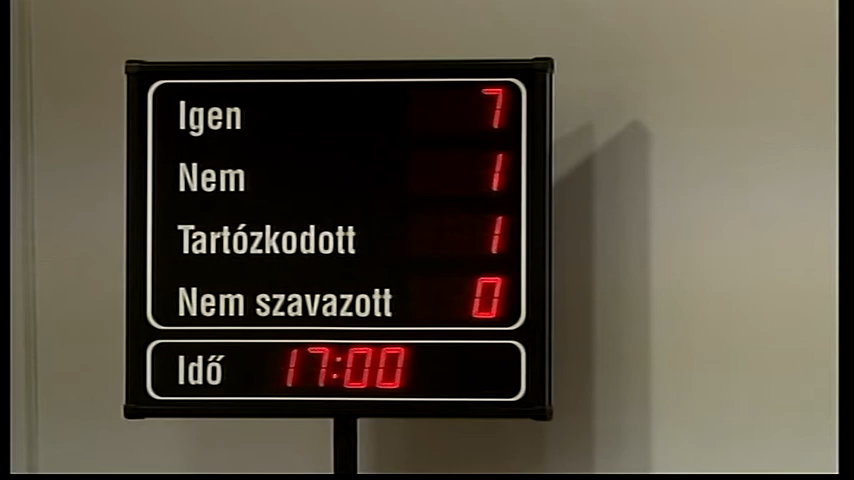 Igen 7
Nem 1
Tartózkodott 1
Nem szavazott 0
Idő 17:00